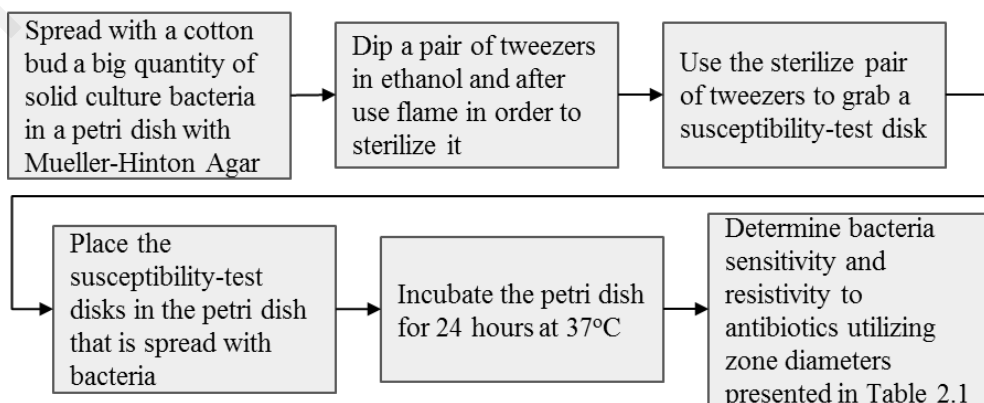 Spread with a cotton
bud a big quantity of
solid culture bacteria
in a petri dish with
Mueller-Hinton Agar
Dip a pair of tweezers
in ethanol and after
use flame in order to
sterilize it
Use the sterilize pair
of tweezers to grab a
susceptibility-test disk
Place the
susceptibility-test
disks in the petri dish
that is spread with
bacteria
Incubate the petri dish
for 24 hours at 37°C
Determine bacteria
sensitivity and
resistivity to
antibiotics utilizing
zone diameters
presented in Table 2.1